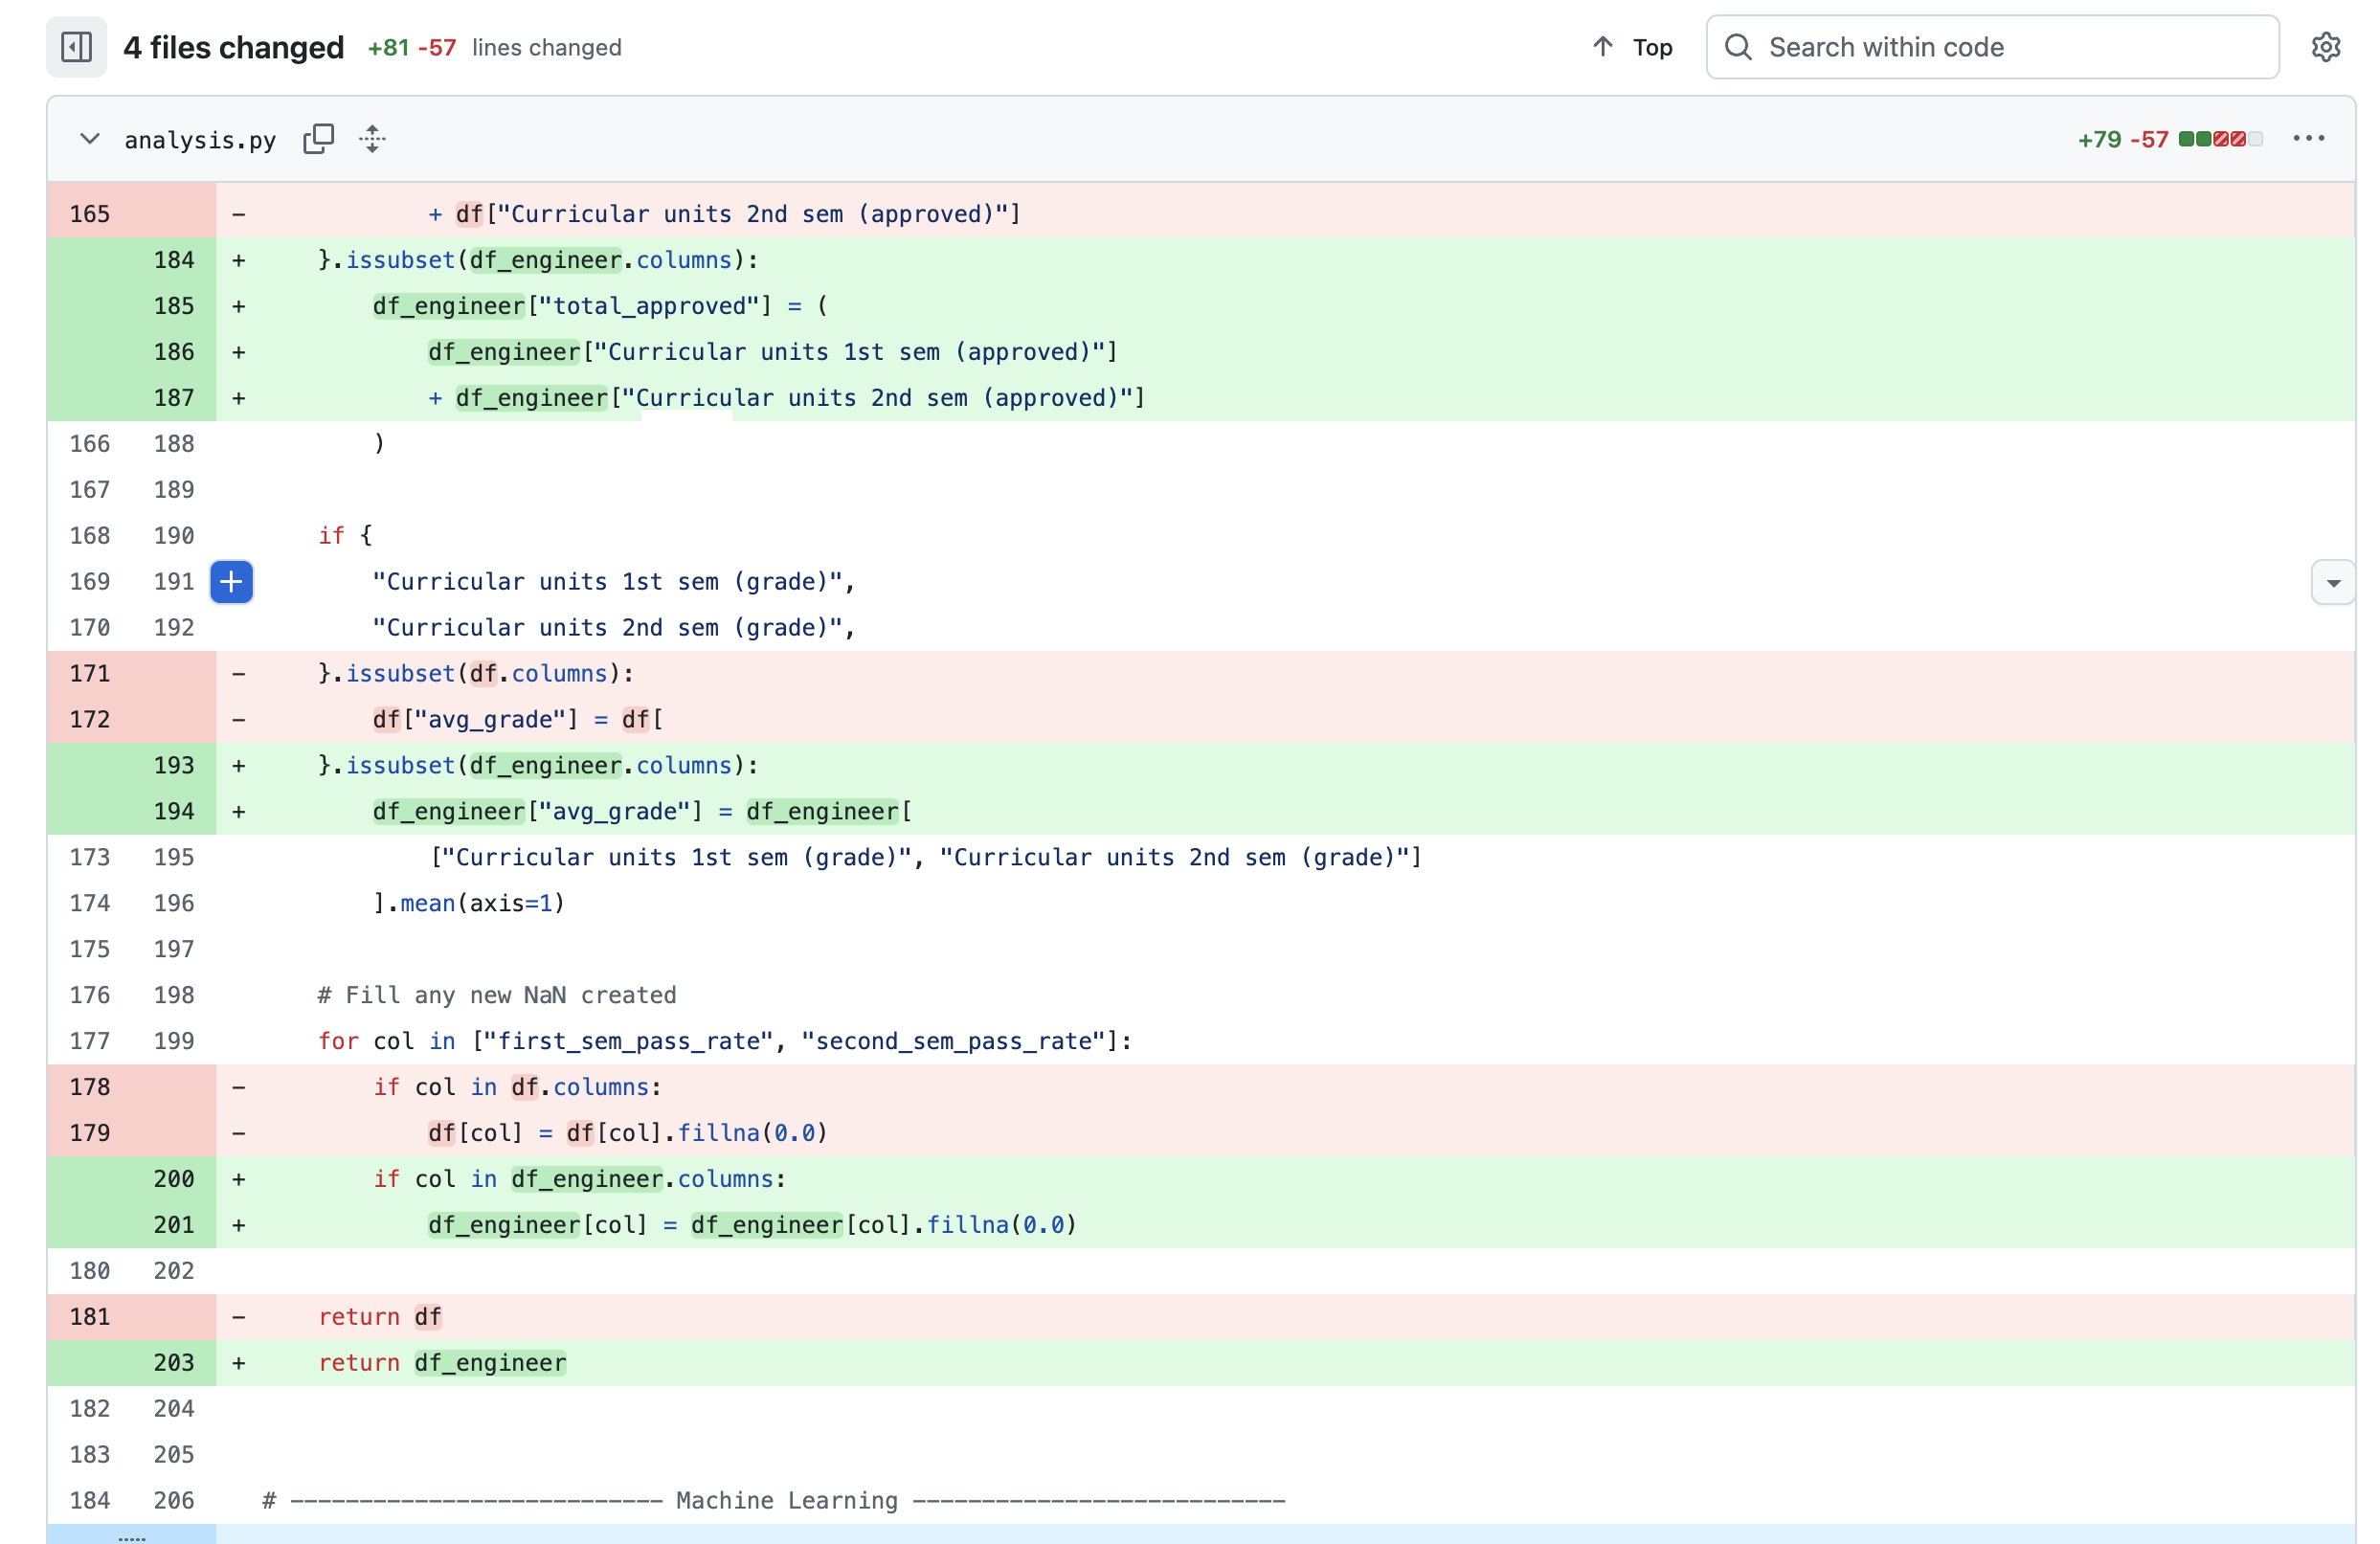 4 files changed +81 -57 lines changed Top Search within code
analysis.py +79 -57
165 - + df["Curricular units 2nd sem (approved)"]
184 + }.issubset(df_engineer.columns):
185 + df_engineer["total_approved"] = (
186 + df_engineer["Curricular units 1st sem (approved)"]
187 + + df_engineer["Curricular units 2nd sem (approved)"]
166 188 )
167 189
168 190 if {
169 191 "Curricular units 1st sem (grade)",
170 192 "Curricular units 2nd sem (grade)",
171 - }.issubset(df.columns):
172 - df["avg_grade"] = df[
193 + }.issubset(df_engineer.columns):
194 + df_engineer["avg_grade"] = df_engineer[
173 195 ["Curricular units 1st sem (grade)", "Curricular units 2nd sem (grade)"]
174 196 ].mean(axis=1)
175 197
176 198 # Fill any new NaN created
177 199 for col in ["first_sem_pass_rate", "second_sem_pass_rate"]:
178 - if col in df.columns:
179 - df[col] = df[col].fillna(0.0)
200 + if col in df_engineer.columns:
201 + df_engineer[col] = df_engineer[col].fillna(0.0)
180 202
181 - return df
203 + return df_engineer
182 204
183 205
184 206 # ─────────────────────────── Machine Learning ───────────────────────────